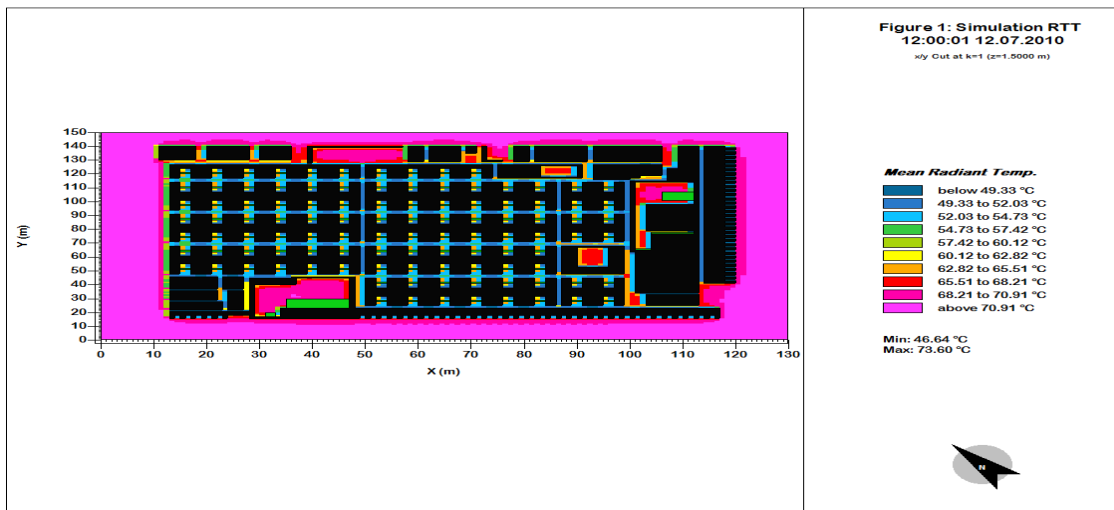 Figure 1: Simulation RTT
12:00:01 12.07.2010
x/y Cut at k=1 (z=1.5000 m)
150
140
130
120
110
100
90
80
70
60
50
40
30
20
10
0
Y (m)
0 10 20 30 40 50 60 70 80 90 100 110 120 130
X (m)
Mean Radiant Temp.
below 49.33 °C
49.33 to 52.03 °C
52.03 to 54.73 °C
54.73 to 57.42 °C
57.42 to 60.12 °C
60.12 to 62.82 °C
62.82 to 65.51 °C
65.51 to 68.21 °C
68.21 to 70.91 °C
above 70.91 °C
Min: 46.64 °C
Max: 73.60 °C
N